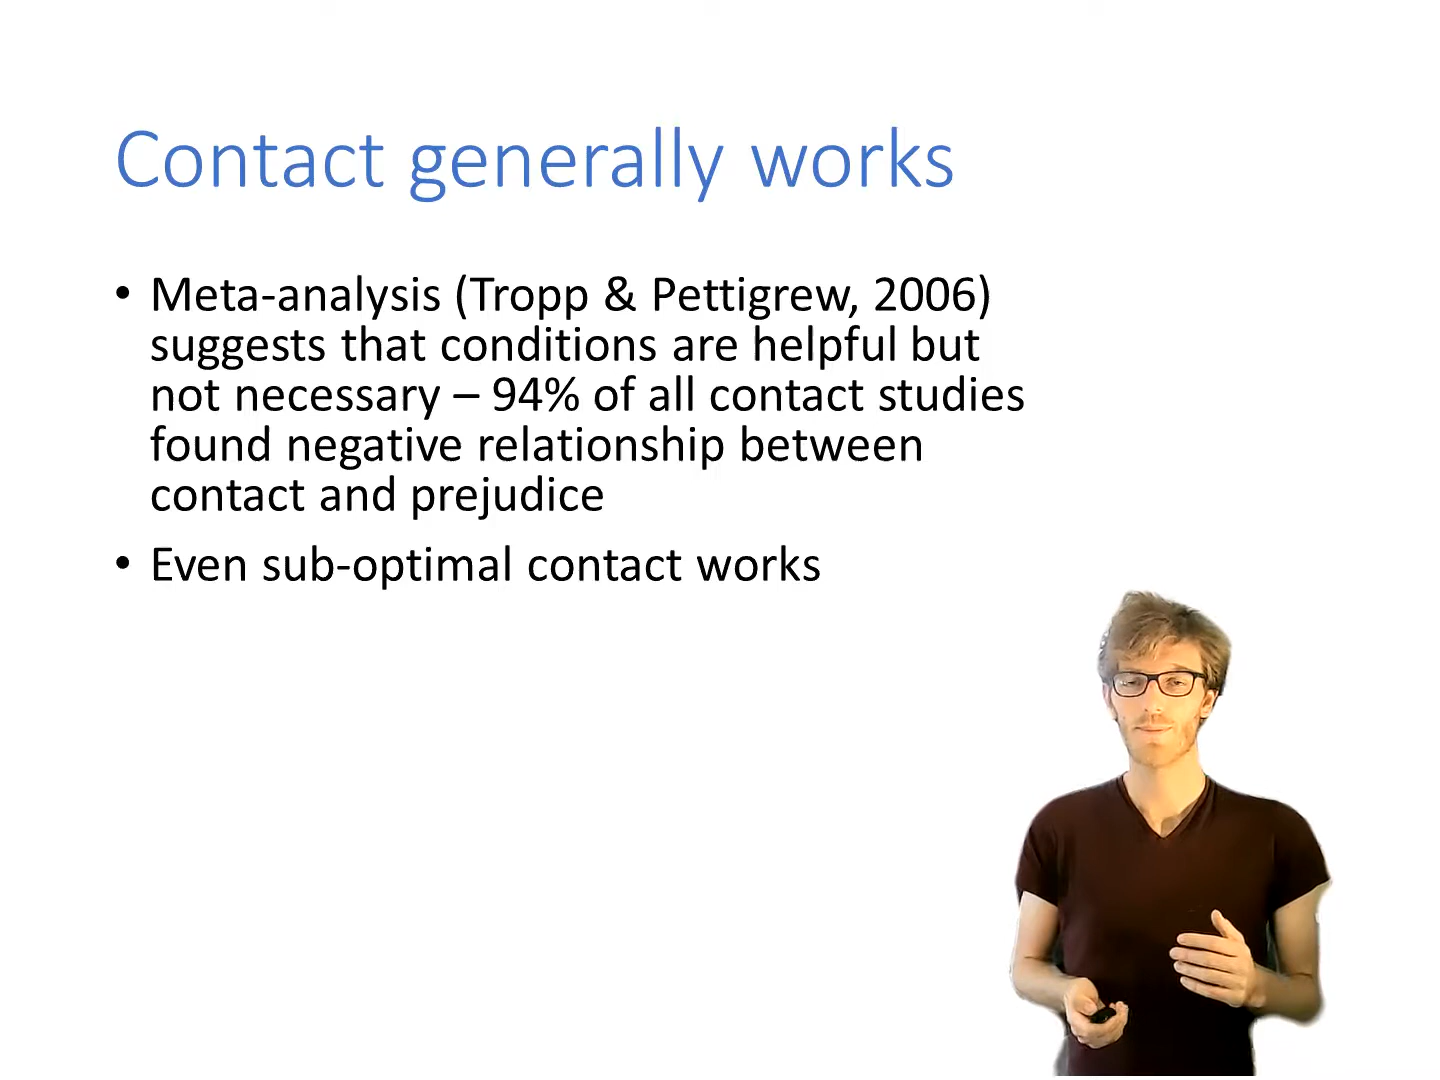 Contact generally works
• Meta-analysis (Tropp & Pettigrew, 2006)
suggests that conditions are helpful but
not necessary – 94% of all contact studies
found negative relationship between
contact and prejudice
• Even sub-optimal contact works